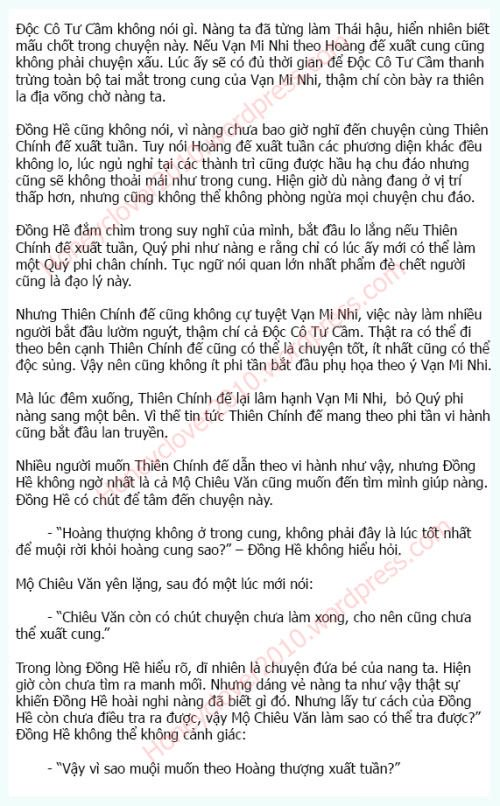 Độc Cô Tư Cầm không nói gì. Nàng ta đã từng làm Thái hậu, hiển nhiên biết
mấu chốt trong chuyện này. Nếu Vạn Mi Nhi theo Hoàng đế xuất cung cũng
không phải chuyện xấu. Lúc ấy sẽ có đủ thời gian để Độc Cô Tư Cầm thanh
trừng toàn bộ tai mắt trong cung của Vạn Mi Nhi, thậm chí còn bày ra thiên
la địa võng chờ nàng ta.
Đồng Hề cũng không nói, vì nàng chưa bao giờ nghĩ đến chuyện cùng Thiên
Chính đế xuất tuần. Tuy nói Hoàng đế xuất tuần các phương diện khác đều
không lo, lúc ngủ nghỉ tại các thành trì cũng được hầu hạ chu đáo nhưng
cũng sẽ không thoải mái như trong cung. Hiện giờ dù nàng đang ở vị trí
thấp hơn, nhưng cũng không thể không phòng ngừa mọi chuyện chu đáo.
Đồng Hề đắm chìm trong suy nghĩ của mình, bắt đầu lo lắng nếu Thiên
Chính đế xuất tuần, Quý phi như nàng e rằng chỉ có lúc ấy mới có thể làm
một Quý phi chân chính. Tục ngữ nói quan lớn nhất phẩm đè chết người
cũng là đạo lý này.
Nhưng Thiên Chính đế cũng không cự tuyệt Vạn Mi Nhi, việc này làm nhiều
người bắt đầu lườm nguýt, thậm chí cả Độc Cô Tư Cầm. Thật ra có thể đi
theo bên cạnh Thiên Chính đế cũng có thể là chuyện tốt, ít nhất cũng có thể
độc sủng. Vậy nên cũng không ít phi tần bắt đầu phụ họa theo ý Vạn Mi Nhi.
Mà lúc đêm xuống, Thiên Chính đế lại lâm hạnh Vạn Mi Nhi, bỏ Quý phi
nàng sang một bên. Vì thế tin tức Thiên Chính đế mang theo phi tần vi hành
cũng bắt đầu lan truyền.
Nhiều người muốn Thiên Chính đế dẫn theo vi hành như vậy, nhưng Đồng
Hề không ngờ nhất là cả Mộ Chiêu Văn cũng muốn đến tìm mình giúp nàng.
Đồng Hề có chút để tâm đến chuyện này.
- “Hoàng thượng không ở trong cung, không phải đây là lúc tốt nhất
để muội rời khỏi hoàng cung sao?” – Đồng Hề không hiểu hỏi.
Mộ Chiêu Văn yên lặng, sau đó một lúc mới nói:
- “Chiêu Văn còn có chút chuyện chưa làm xong, cho nên cũng chưa
thể xuất cung.”
Trong lòng Đồng Hề hiểu rõ, dĩ nhiên là chuyện đứa bé của nang ta. Hiện
giờ còn chưa tìm ra manh mối. Nhưng dáng vẻ nàng ta như vậy thật sự
khiến Đồng Hề hoài nghi nàng đã biết gì đó. Nhưng lấy tư cách của Đồng
Hề còn chưa điều tra ra được, vậy Mộ Chiêu Văn làm sao có thể tra được?”
Đồng Hề không thể không cảnh giác:
- “Vậy vì sao muội muốn theo Hoàng thượng xuất tuần?”
Honeyclover2010.wordpress.com
Honeyclover2010.wordpress.com
Honeyclover2010.wordpress.com